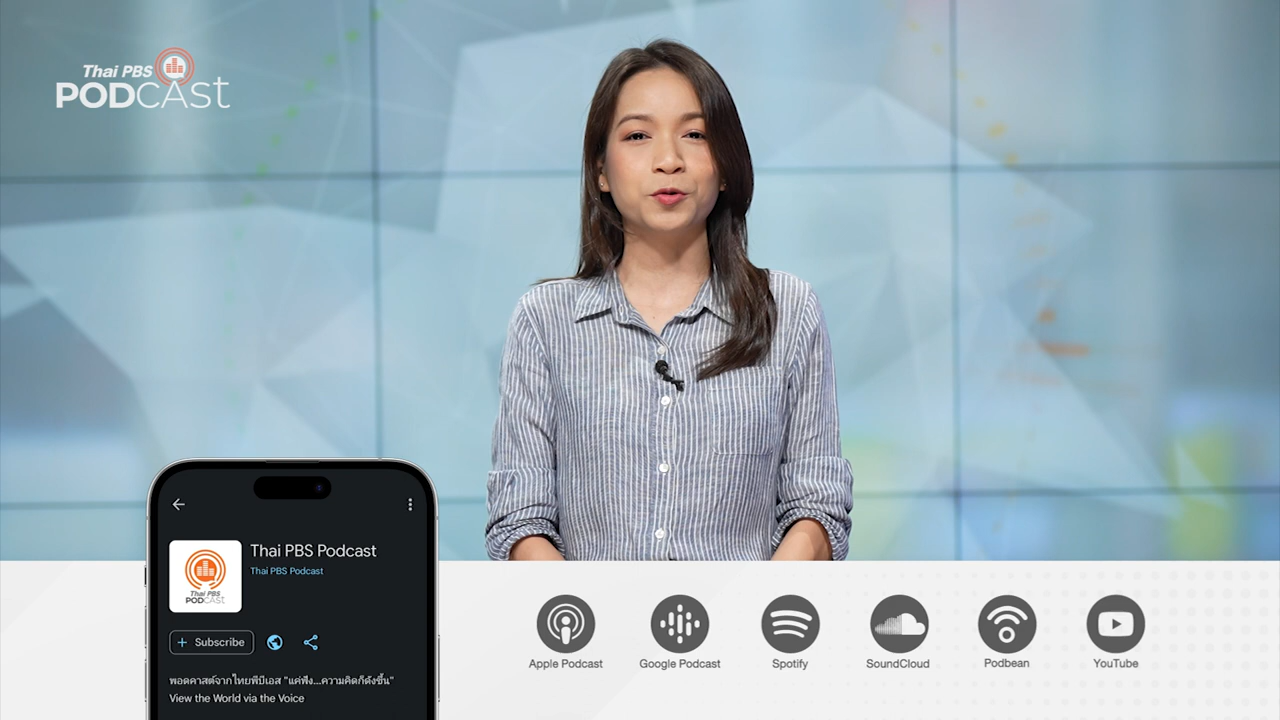 Thai PBS
PODCAST
Thai PBS Podcast
Thai PBS Podcast
Thai PBS
PODCAST
+ Subscribe
พอดคาสต์จากไทยพีบีเอส "แค่ฟัง...ความคิดก็ดังขึ้น"
View the World via the Voice
Apple Podcast
Google Podcast
Spotify
SoundCloud
Podbean
YouTube